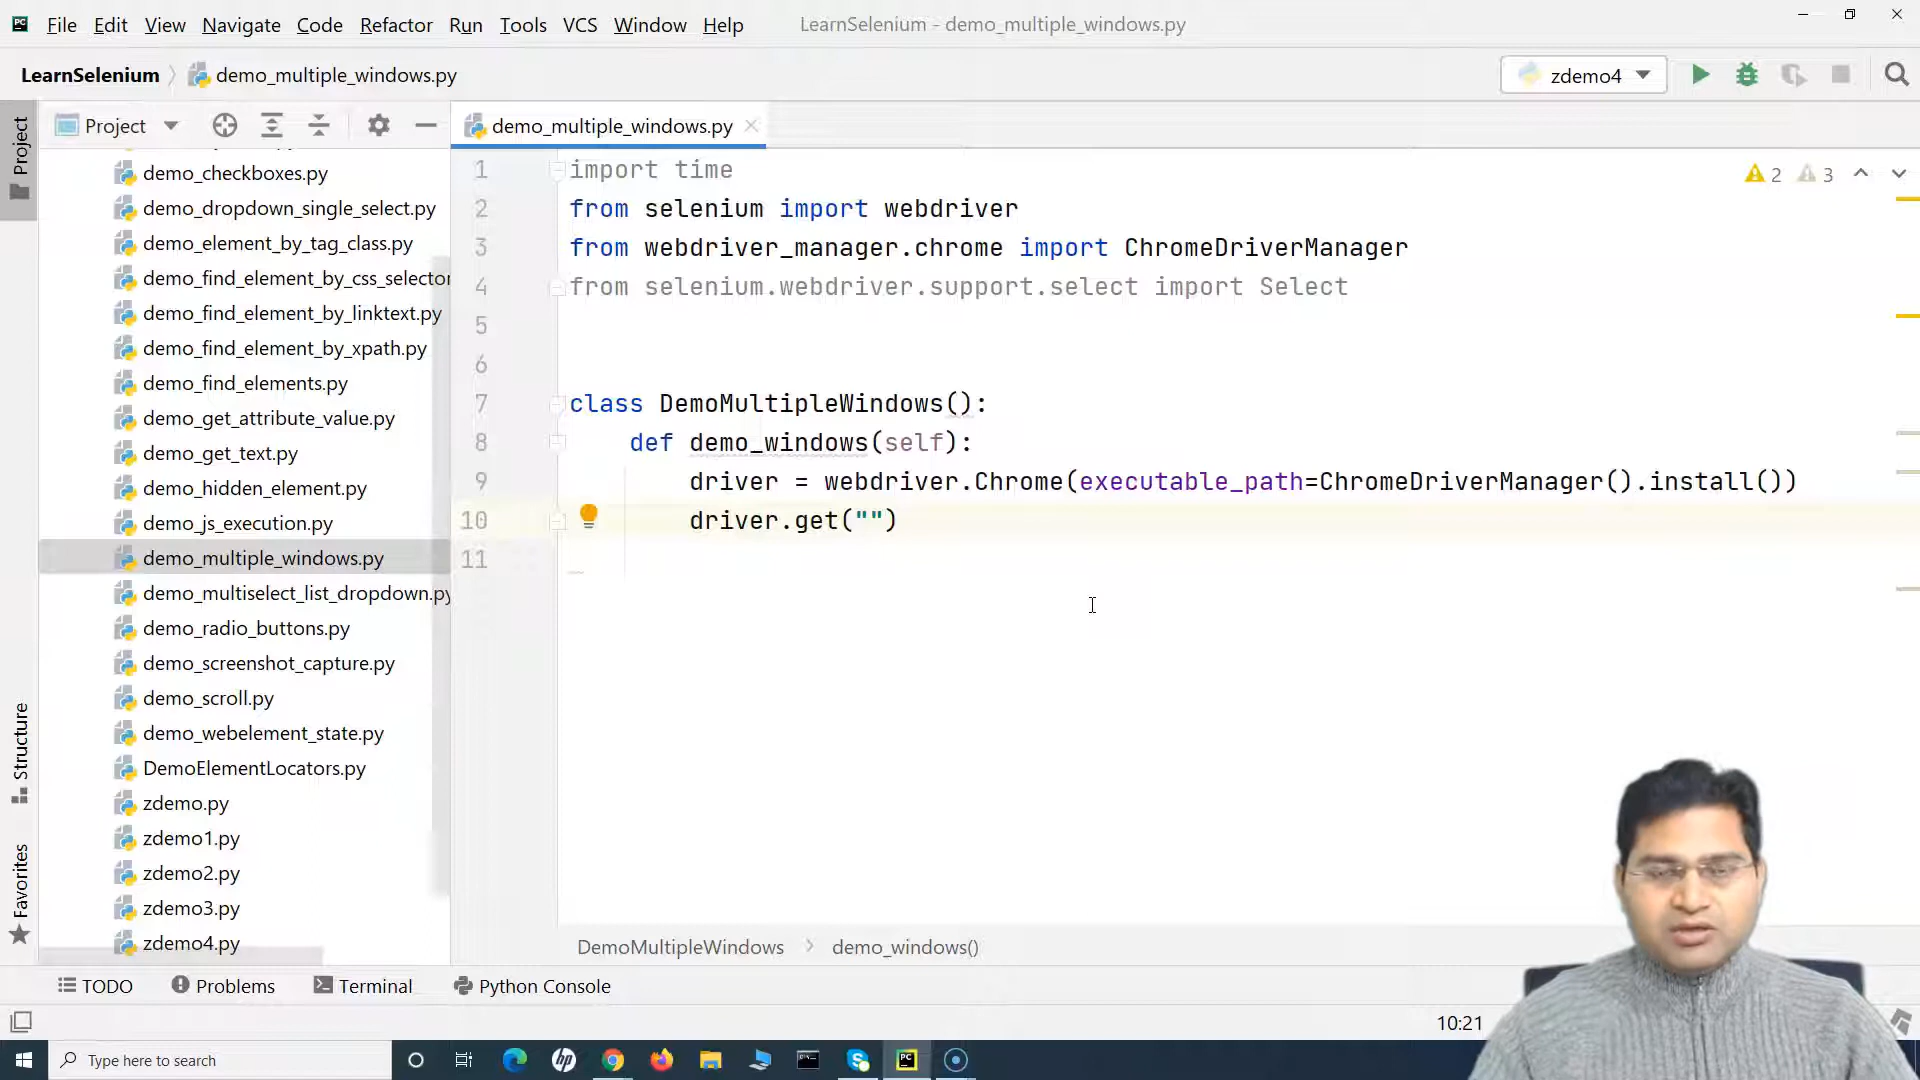 File Edit View Navigate Code Refactor Run Tools VCS Window Help LearnSelenium - demo_multiple_windows.py
LearnSelenium demo_multiple_windows.py zdemo4
Project
Project
demo_multiple_windows.py
demo_checkboxes.py
demo_dropdown_single_select.py
demo_element_by_tag_class.py
demo_find_element_by_css_selector
demo_find_element_by_linktext.py
demo_find_element_by_xpath.py
demo_find_elements.py
demo_get_attribute_value.py
demo_get_text.py
demo_hidden_element.py
demo_js_execution.py
demo_multiple_windows.py
demo_multiselect_list_dropdown.py
demo_radio_buttons.py
demo_screenshot_capture.py
demo_scroll.py
demo_webelement_state.py
DemoElementLocators.py
zdemo.py
zdemo1.py
zdemo2.py
zdemo3.py
zdemo4.py
Structure
Favorites
1 import time
2 from selenium import webdriver
3 from webdriver_manager.chrome import ChromeDriverManager
4 from selenium.webdriver.support.select import Select
5
6
7 class DemoMultipleWindows():
8 def demo_windows(self):
9 driver = webdriver.Chrome(executable_path=ChromeDriverManager().install())
10 driver.get("")
11
2 3
DemoMultipleWindows demo_windows()
TODO Problems Terminal Python Console
10:21
Type here to search